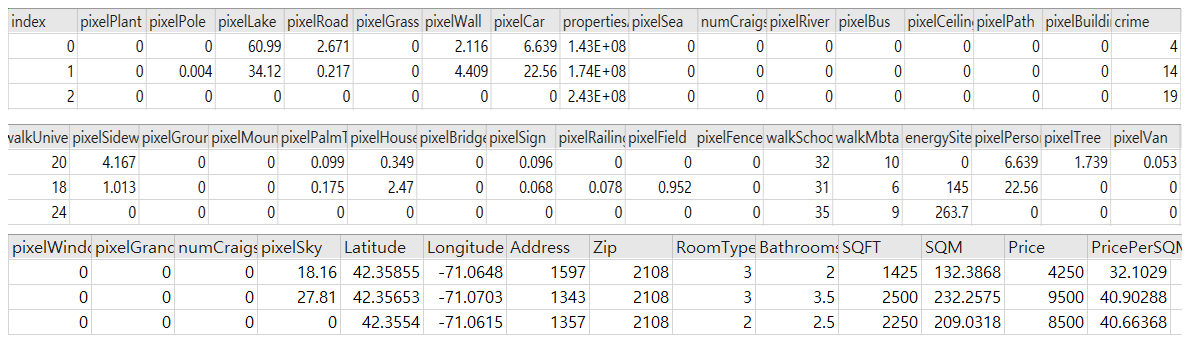 index pixelPlant pixelPole pixelLake pixelRoad pixelGrass pixelWall pixelCar properties, pixelSea numCraigs pixelRiver pixelBus pixelCeiling pixelPath pixelBuildi crime
0 0 0 60.99 2.671 0 2.116 6.639 1.43E+08 0 0 0 0 0 0 0 4
1 0 0.004 34.12 0.217 0 4.409 22.56 1.74E+08 0 0 0 0 0 0 0 14
2 0 0 0 0 0 0 0 2.43E+08 0 0 0 0 0 0 0 19
walkUnive pixelSidew pixelGroun pixelMoun pixelPalmT pixelHouse pixelBridge pixelSign pixelRailing pixelField pixelFence walkSchoo walkMbta energySite pixelPerso pixelTree pixelVan
20 4.167 0 0 0.099 0.349 0 0.096 0 0 0 32 10 0 6.639 1.739 0.053
18 1.013 0 0 0.175 2.47 0 0.068 0.078 0.952 0 31 6 145 22.56 0 0
24 0 0 0 0 0 0 0 0 0 0 35 9 263.7 0 0 0
pixelWindo pixelGrand numCraigs pixelSky Latitude Longitude Address Zip RoomType Bathrooms SQFT SQM Price PricePerSQM
0 0 0 18.16 42.35855 -71.0648 1597 2108 3 2 1425 132.3868 4250 32.1029
0 0 0 27.81 42.35653 -71.0703 1343 2108 3 3.5 2500 232.2575 9500 40.90288
0 0 0 0 42.3554 -71.0615 1357 2108 2 2.5 2250 209.0318 8500 40.66368